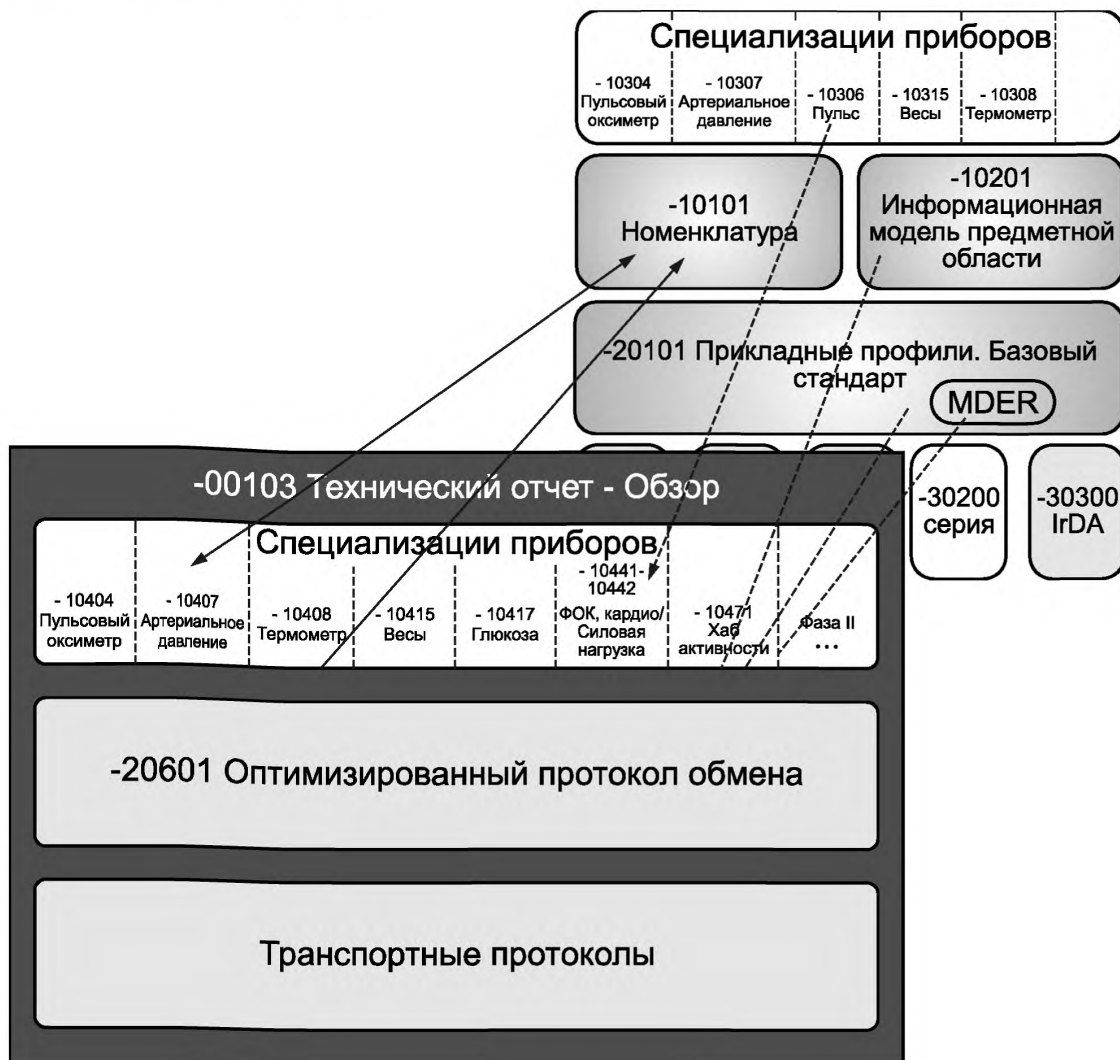 Специализации приборов
- 10304
Пульсовый
оксиметр
- 10307
Артериальное
давление
- 10306
Пульс
- 10315
Весы
- 10308
Термометр
-10101
Номенклатура
-10201
Информационная
модель предметной
области
-20101 Прикладные профили. Базовый
стандарт
MDER
-30200
серия
-30300
IrDA
-00103 Технический отчет - Обзор
Специализации приборов
- 10404
Пульсовый
оксиметр
- 10407
Артериальное
давление
- 10408
Термометр
- 10415
Весы
- 10417
Глюкоза
- 10441-
10442
ФОК, кардио/
Силовая
нагрузка
- 10471
Хаб
активности
Фаза II
...
-20601 Оптимизированный протокол обмена
Транспортные протоколы